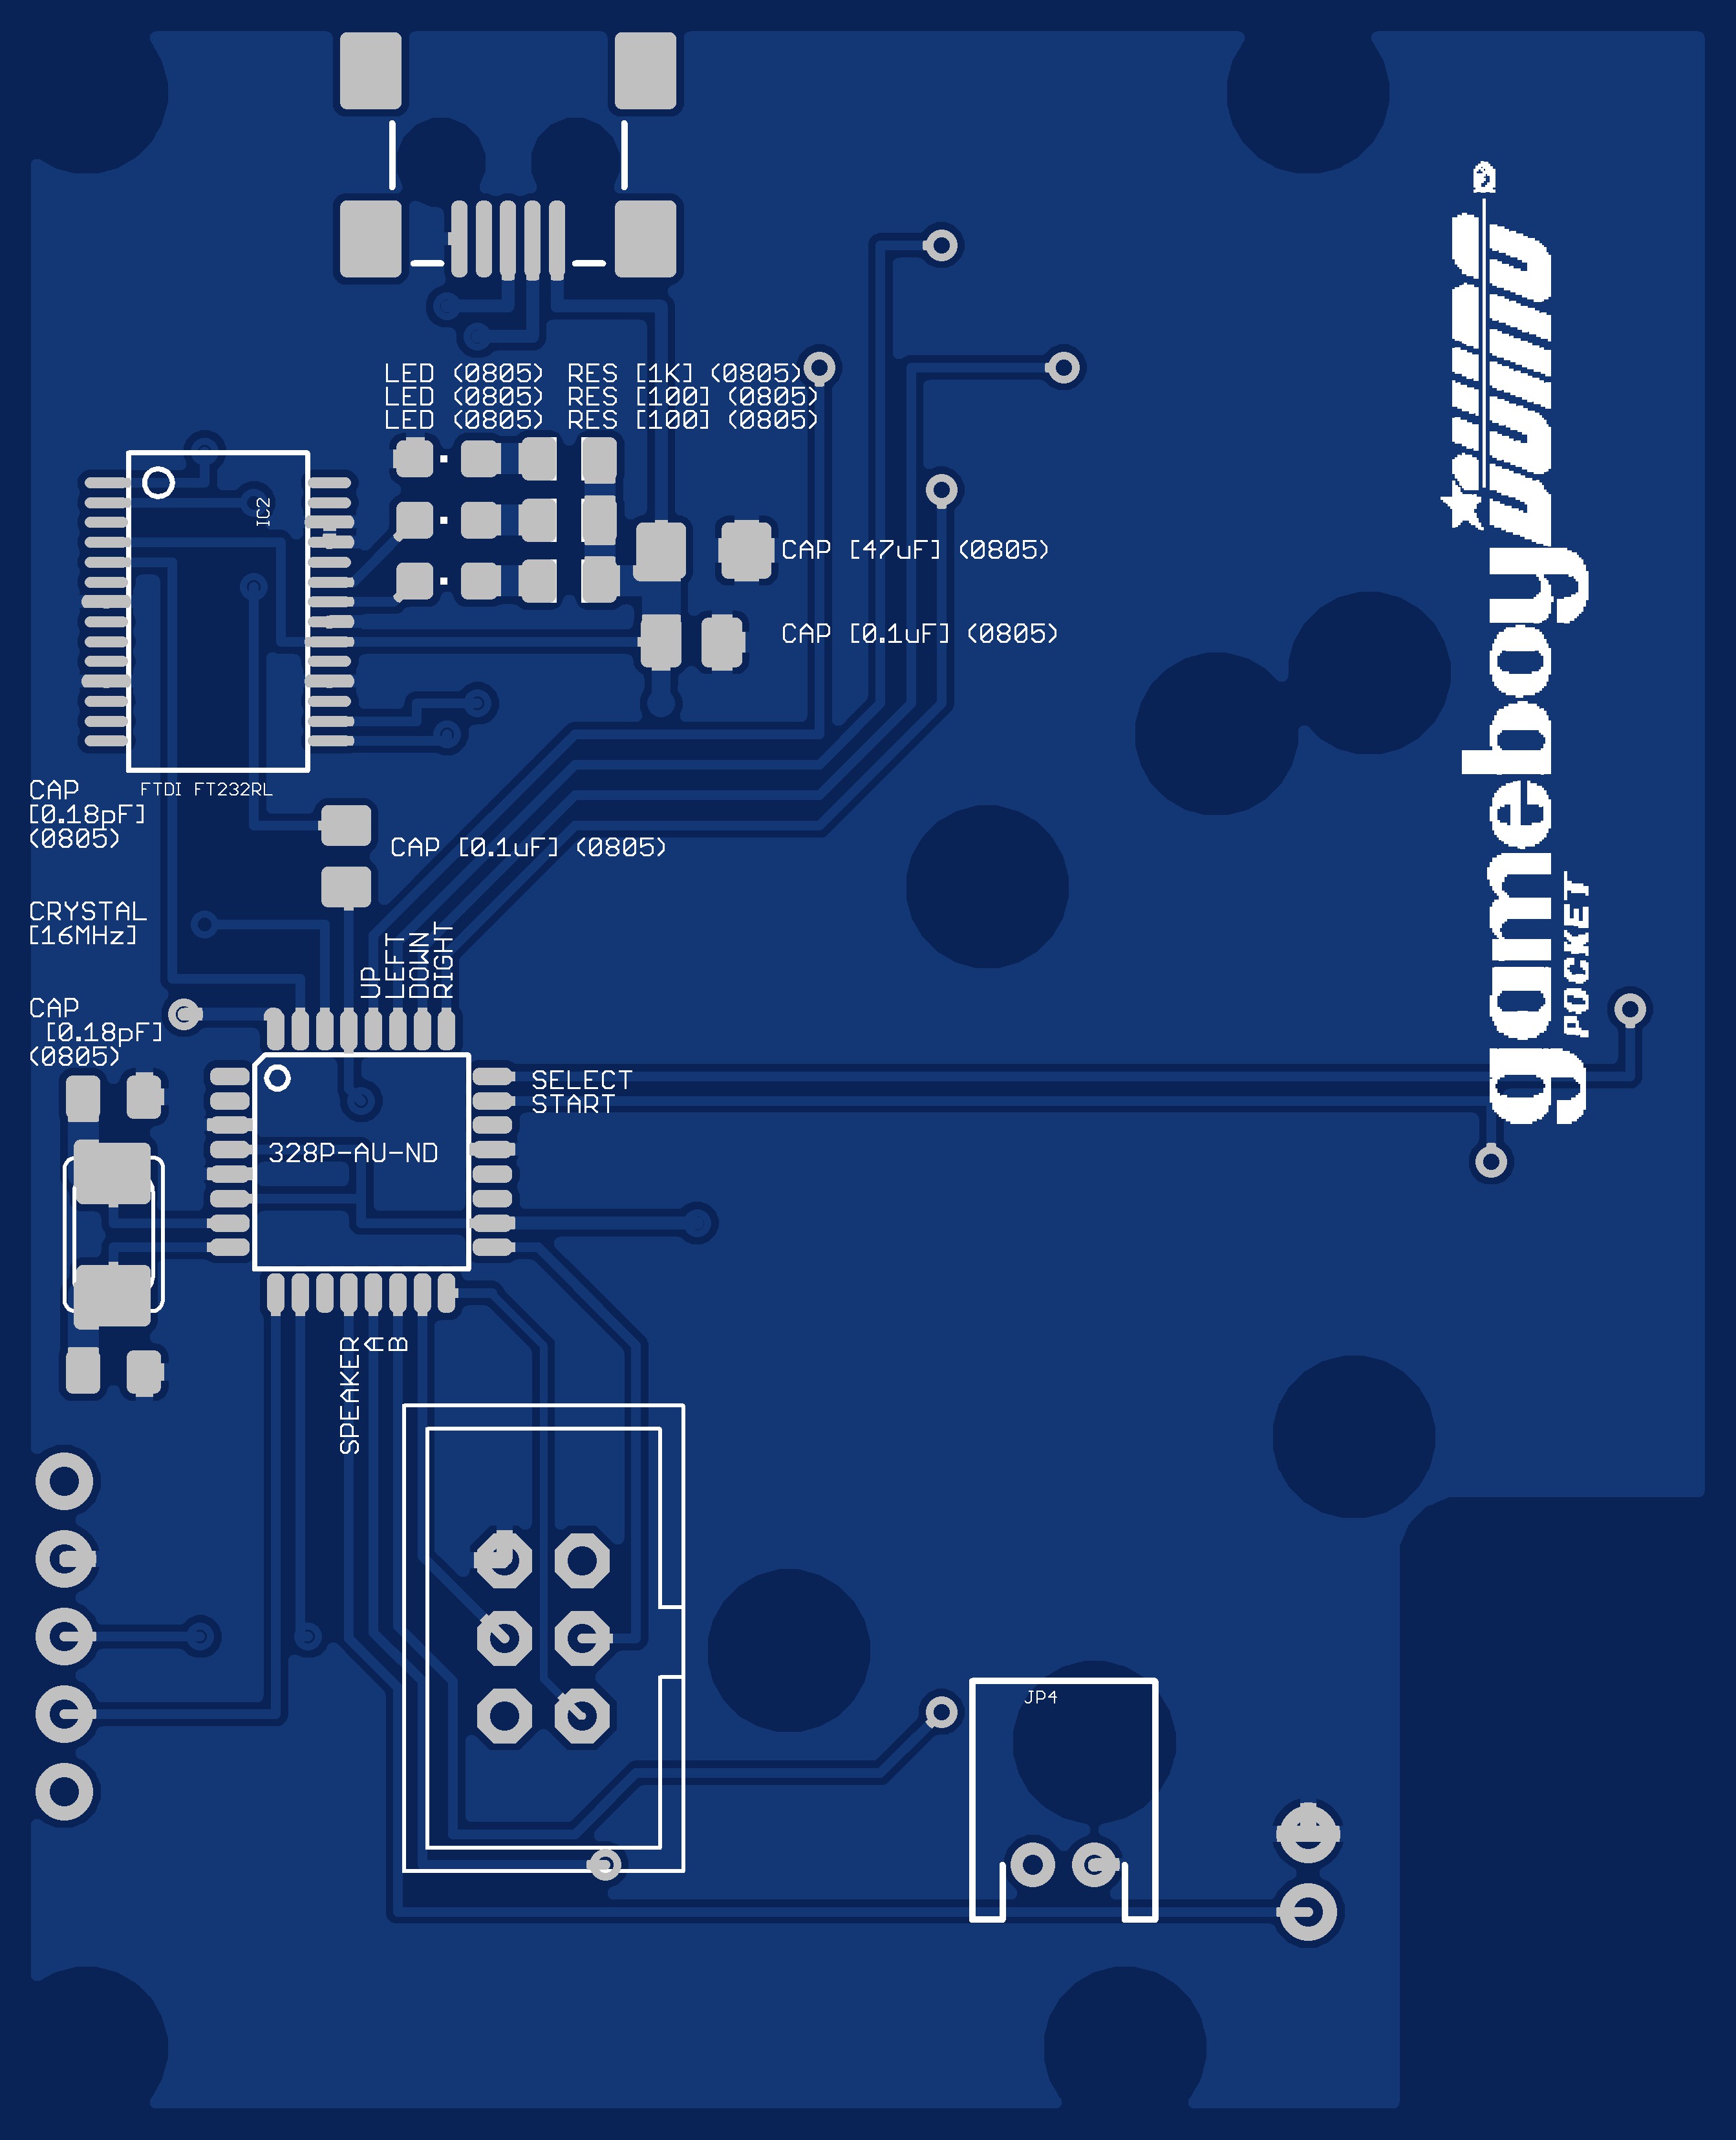 LED (0805) RES [1K] (0805)
LED (0805) RES [100] (0805)
LED (0805) RES [100] (0805)
IC2
CAP [47uF] (0805)
CAP [0.1uF] (0805)
FTDI FT232RL
CAP
[0.18pF]
(0805)
CAP [0.1uF] (0805)
CRYSTAL
[16MHz]
UP
LEFT
DOWN
RIGHT
CAP
[0.18pF]
(0805)
SELECT
START
328P-AU-ND
SPEAKER
A
B
JP4
gameboy
POCKET